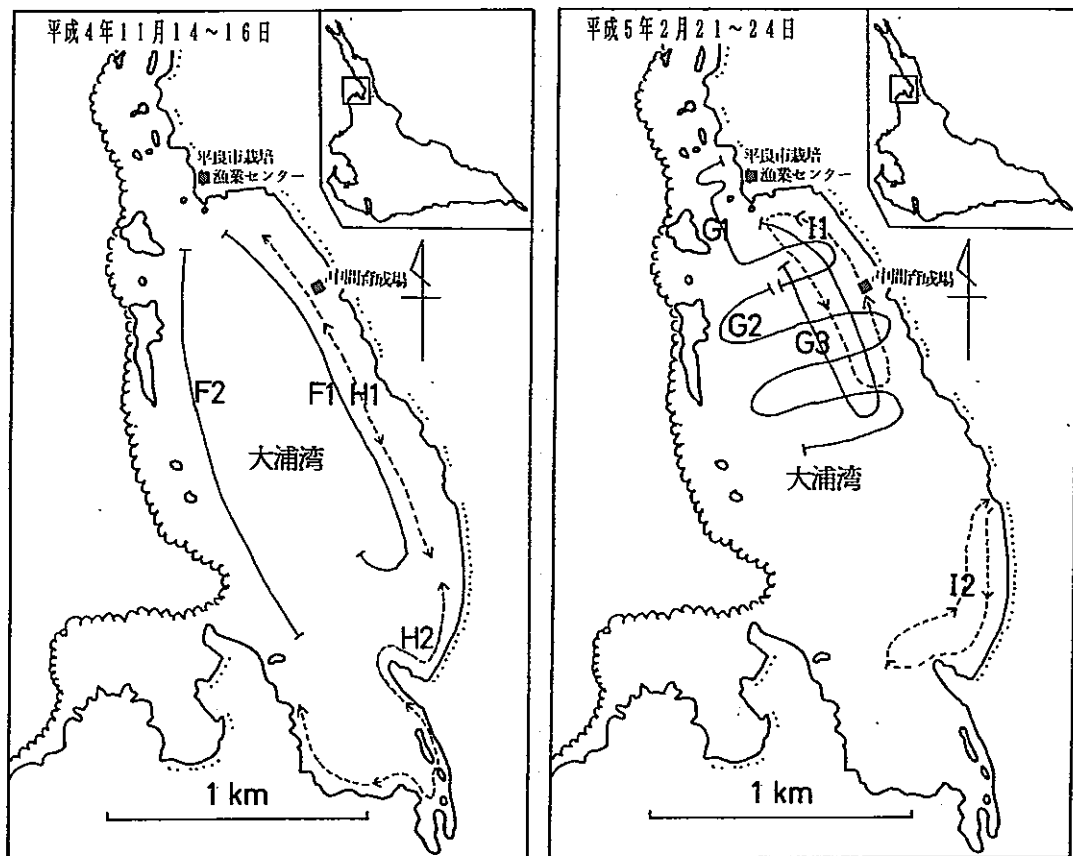 平成4年11月14~16日
平良市栽培
漁業センター
中間育成場
F2
F1
H1
大浦湾
H2
1 km
平成5年2月21~24日
平良市栽培
漁業センター
G1
I1
中間育成場
G2
G3
大浦湾
I2
1 km